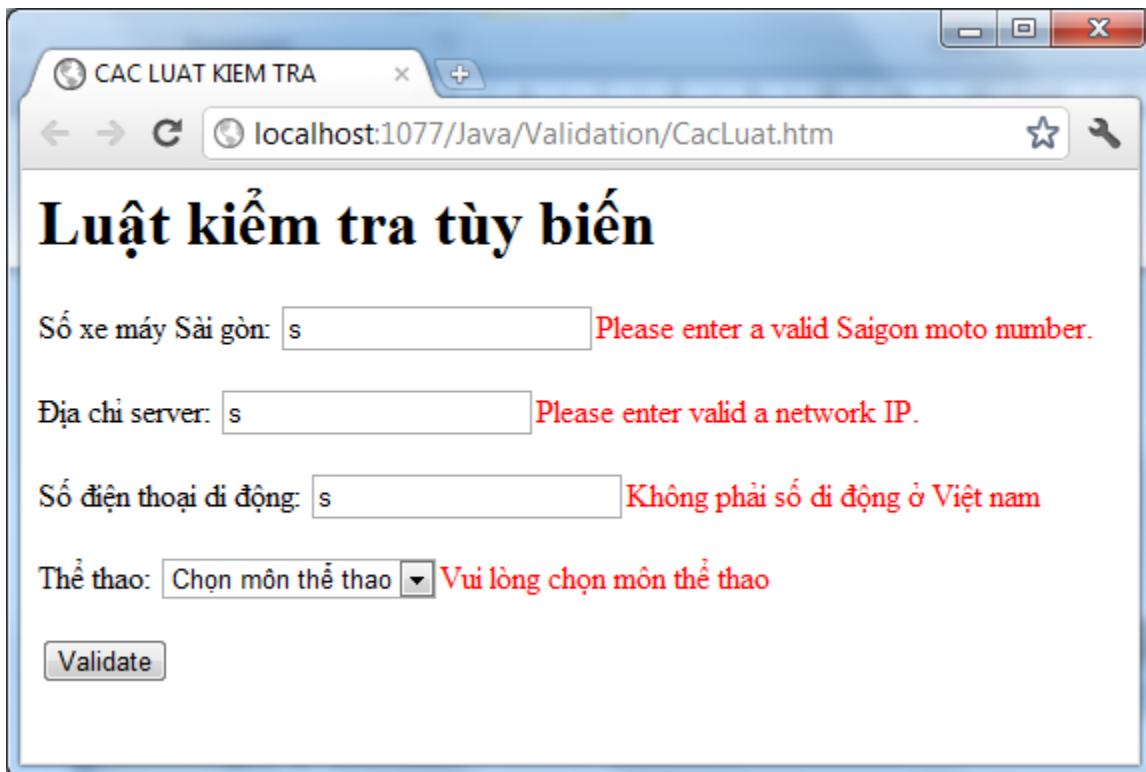 CAC LUAT KIEM TRA
localhost:1077/Java/Validation/CacLuat.htm
Luật kiểm tra tùy biến
Số xe máy Sài gòn: s Please enter a valid Saigon moto number.
Địa chỉ server: s Please enter valid a network IP.
Số điện thoại di động: s Không phải số di động ở Việt nam
Thể thao: Chọn môn thể thao Vui lòng chọn môn thể thao
Validate